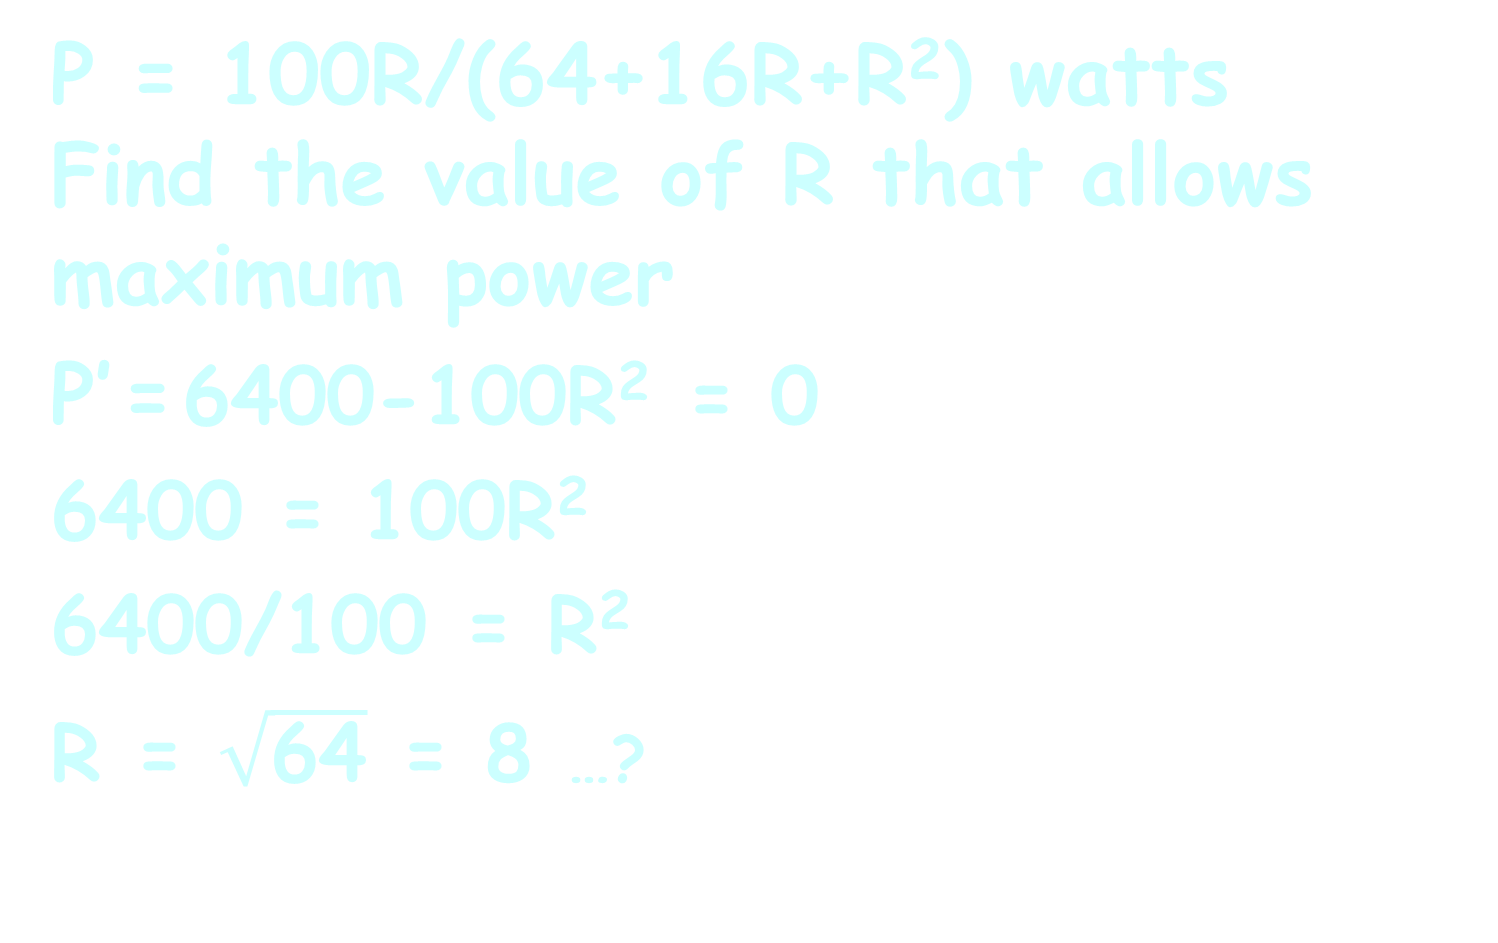 P = 100R/(64+16R+R²) watts
Find the value of R that allows
maximum power
P' = 6400-100R² = 0
6400 = 100R²
6400/100 = R²
R = √64 = 8 ...?